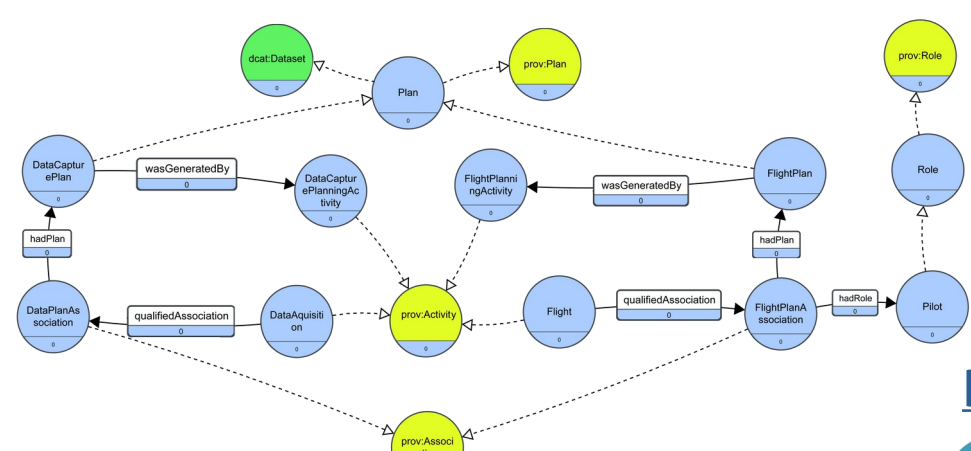 dcat:Dataset
0
prov:Plan
0
prov:Role
0
Plan
0
DataCaptur
ePlan
0
wasGeneratedBy
0
DataCaptur
ePlanningAc
tivity
0
FlightPlanni
ngActivity
0
wasGeneratedBy
0
FlightPlan
0
Role
0
hadPlan
0
hadPlan
0
DataPlanAs
sociation
0
qualifiedAssociation
0
DataAquisiti
on
0
prov:Activity
0
Flight
0
qualifiedAssociation
0
FlightPlanA
ssociation
0
hadRole
0
Pilot
0
prov:Associ